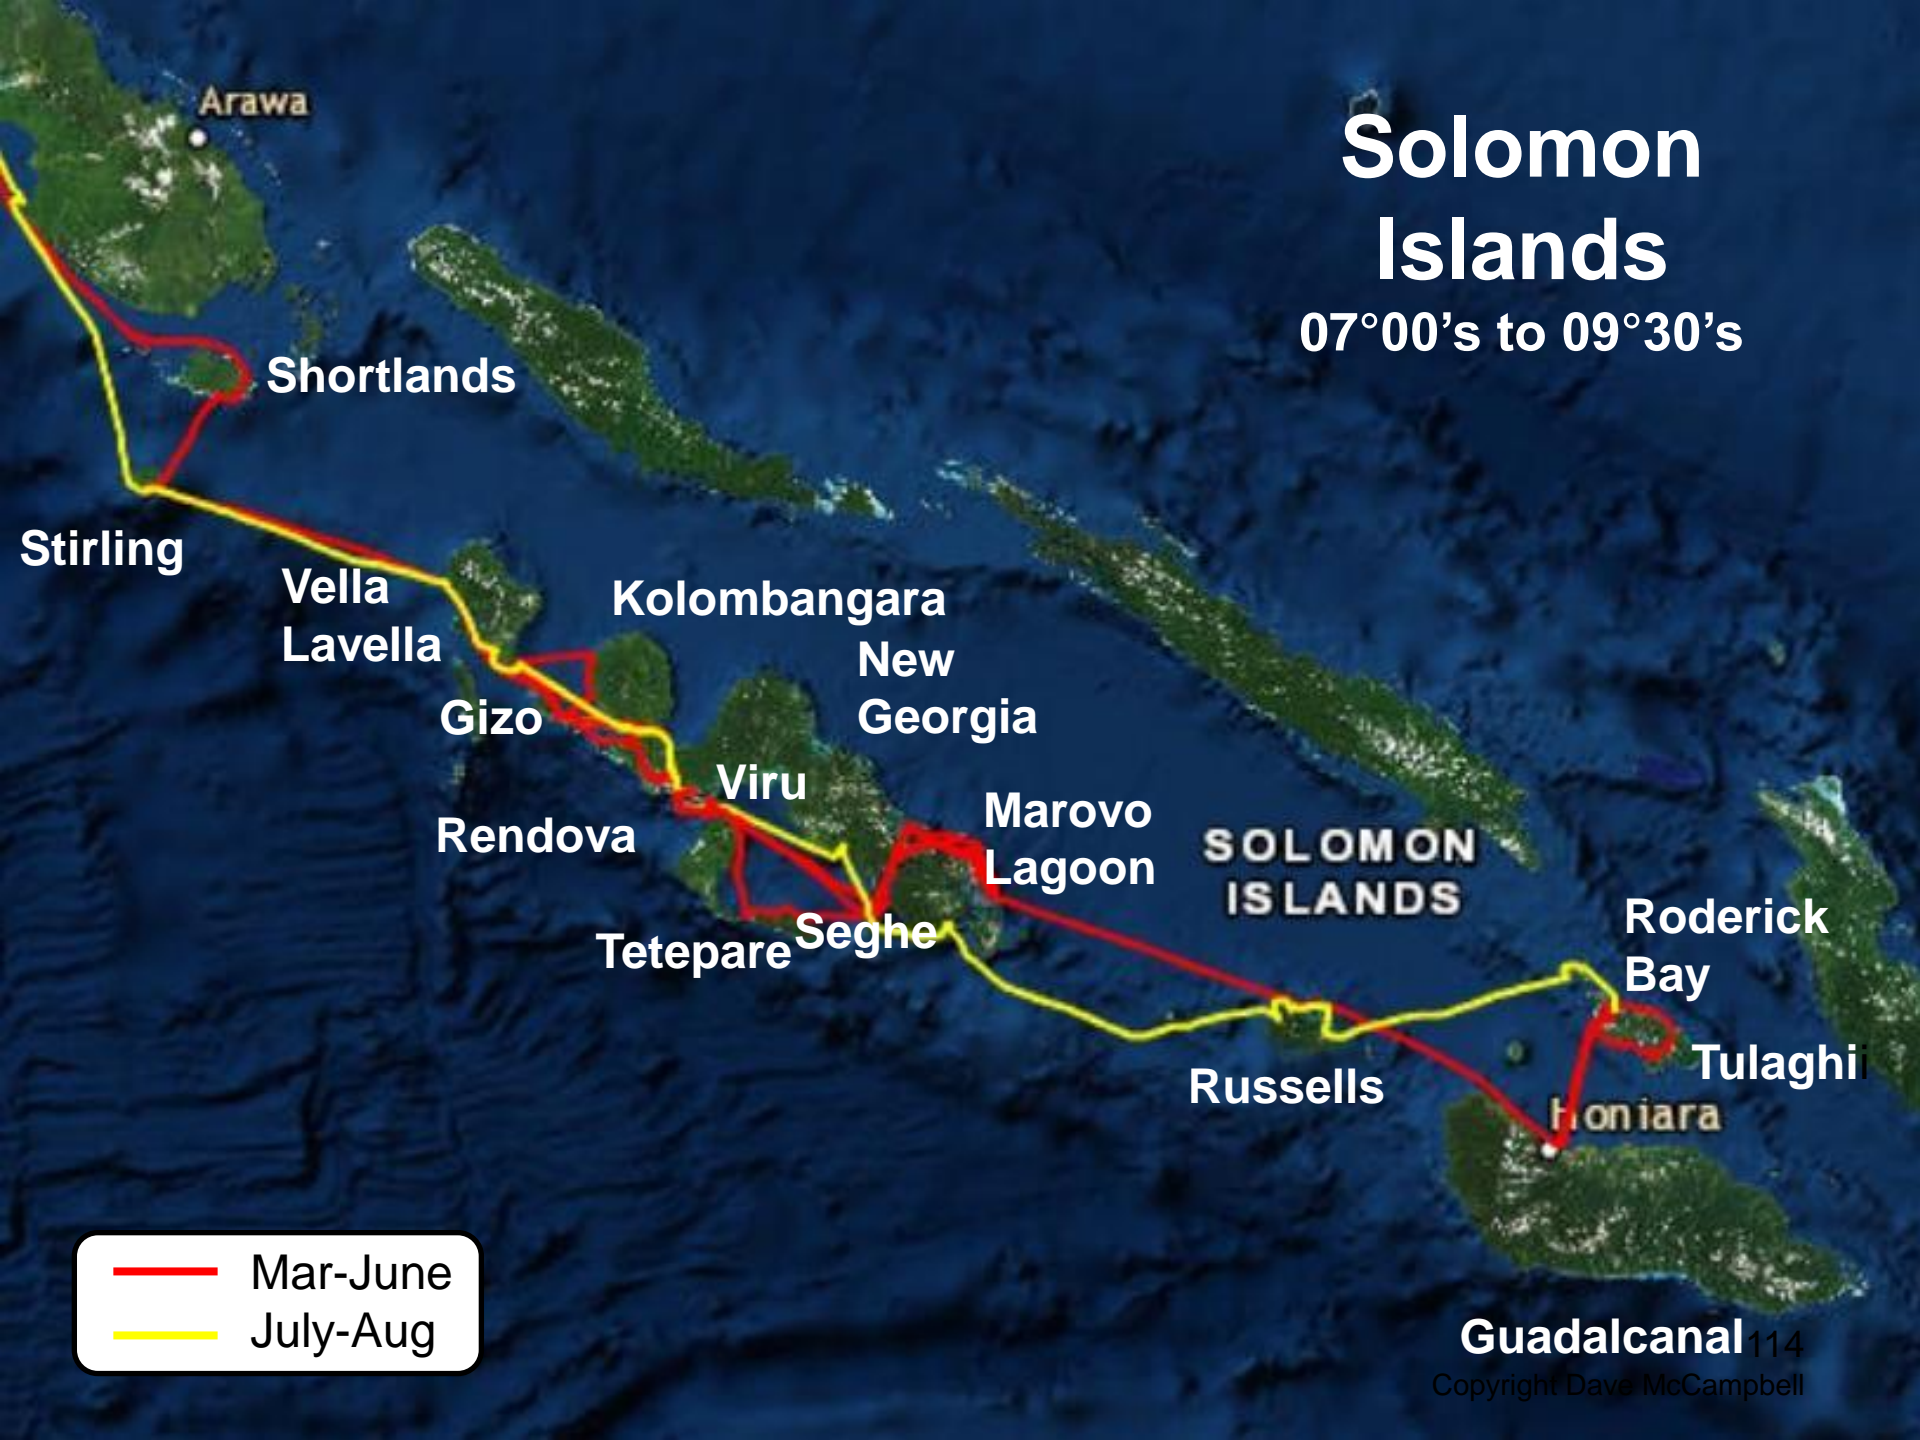 Arawa
Solomon
Islands
07°00’s to 09°30’s
Shortlands
Stirling
Vella
Lavella
Kolombangara
New
Georgia
Gizo
Viru
Rendova
Marovo
Lagoon
SOLOMON
ISLANDS
Roderick
Bay
Tetepare
Seghe
Tulaghii
Russells
Honiara
Mar-June
July-Aug
Guadalcanal
114
Copyright Dave McCampbell